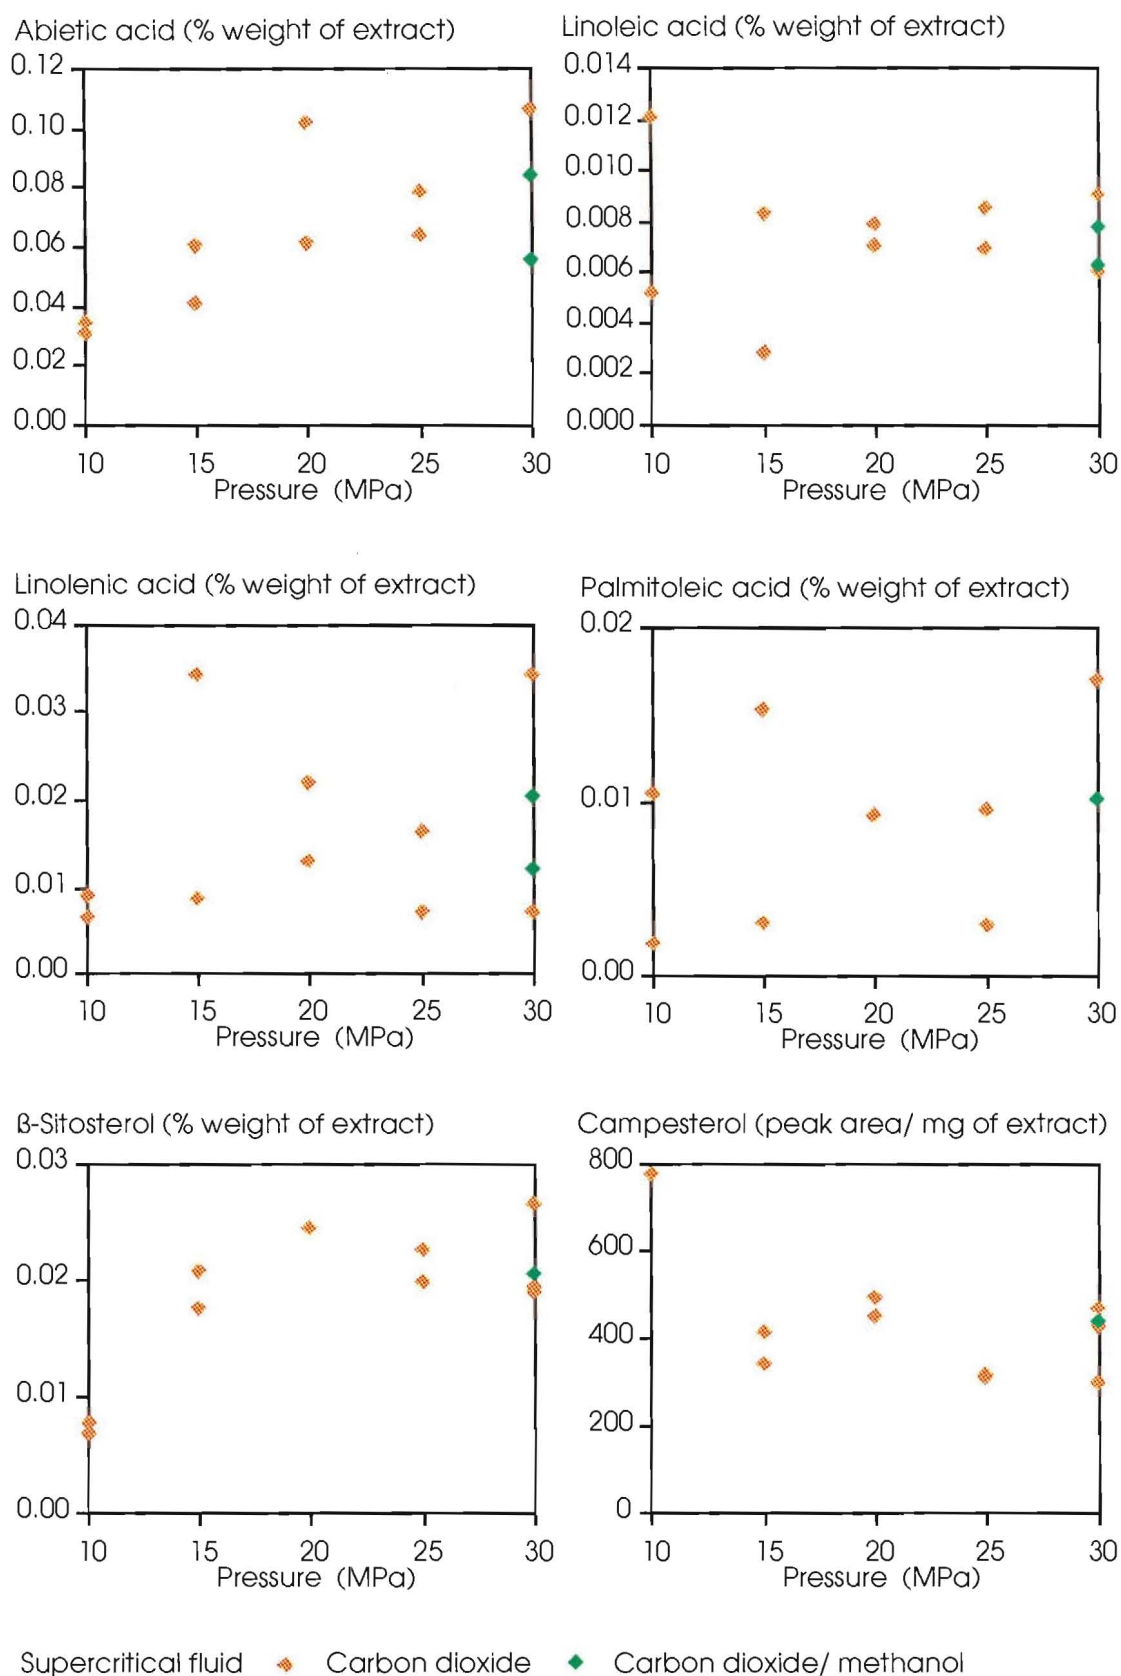 Abietic acid (% weight of extract)
0.12
0.10
0.08
0.06
0.04
0.02
0.00
10 15 20 25 30
Pressure (MPa)
Linoleic acid (% weight of extract)
0.014
0.012
0.010
0.008
0.006
0.004
0.002
0.000
10 15 20 25 30
Pressure (MPa)
Linolenic acid (% weight of extract)
0.04
0.03
0.02
0.01
0.00
10 15 20 25 30
Pressure (MPa)
Palmitoleic acid (% weight of extract)
0.02
0.01
0.00
10 15 20 25 30
Pressure (MPa)
ß-Sitosterol (% weight of extract)
0.03
0.02
0.01
0.00
10 15 20 25 30
Pressure (MPa)
Campesterol (peak area/ mg of extract)
800
600
400
200
0
10 15 20 25 30
Pressure (MPa)
Supercritical fluid Carbon dioxide Carbon dioxide/ methanol